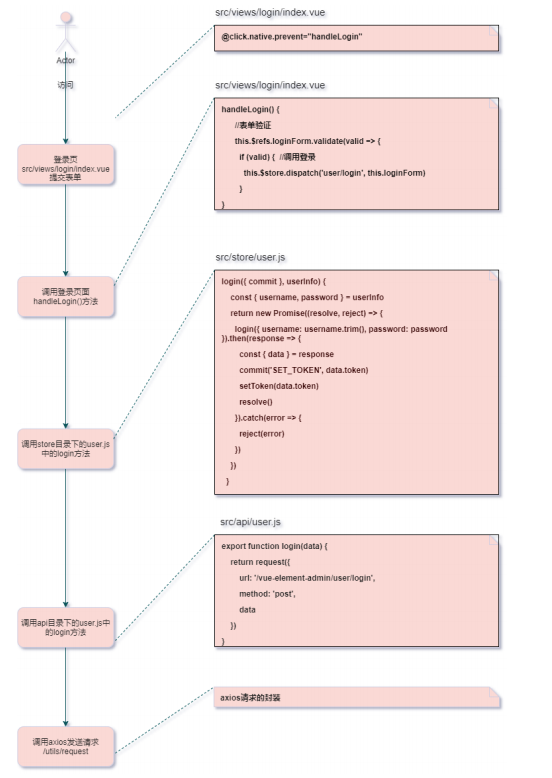 src/views/login/index.vue
@click.native.prevent="handleLogin"
Actor
访问
src/views/login/index.vue
handleLogin() {
//表单验证
this.$refs.loginForm.validate(valid => {
if (valid) { //调用登录
this.$store.dispatch('user/login', this.loginForm)
}
}
登录页
src/views/login/index.vue
提交表单
src/store/user.js
login({ commit }, userInfo) {
const { username, password } = userInfo
return new Promise((resolve, reject) => {
login({ username: username.trim(), password: password
}).then(response => {
const { data } = response
commit('SET_TOKEN', data.token)
setToken(data.token)
resolve()
}).catch(error => {
reject(error)
})
})
}
调用登录页面
handleLogin()方法
调用store目录下的user.js
中的login方法
src/api/user.js
export function login(data) {
return request({
url: '/vue-element-admin/user/login',
method: 'post',
data
})
}
调用api目录下的user.js中
的login方法
axios请求的封装
调用axios发送请求
/utils/request